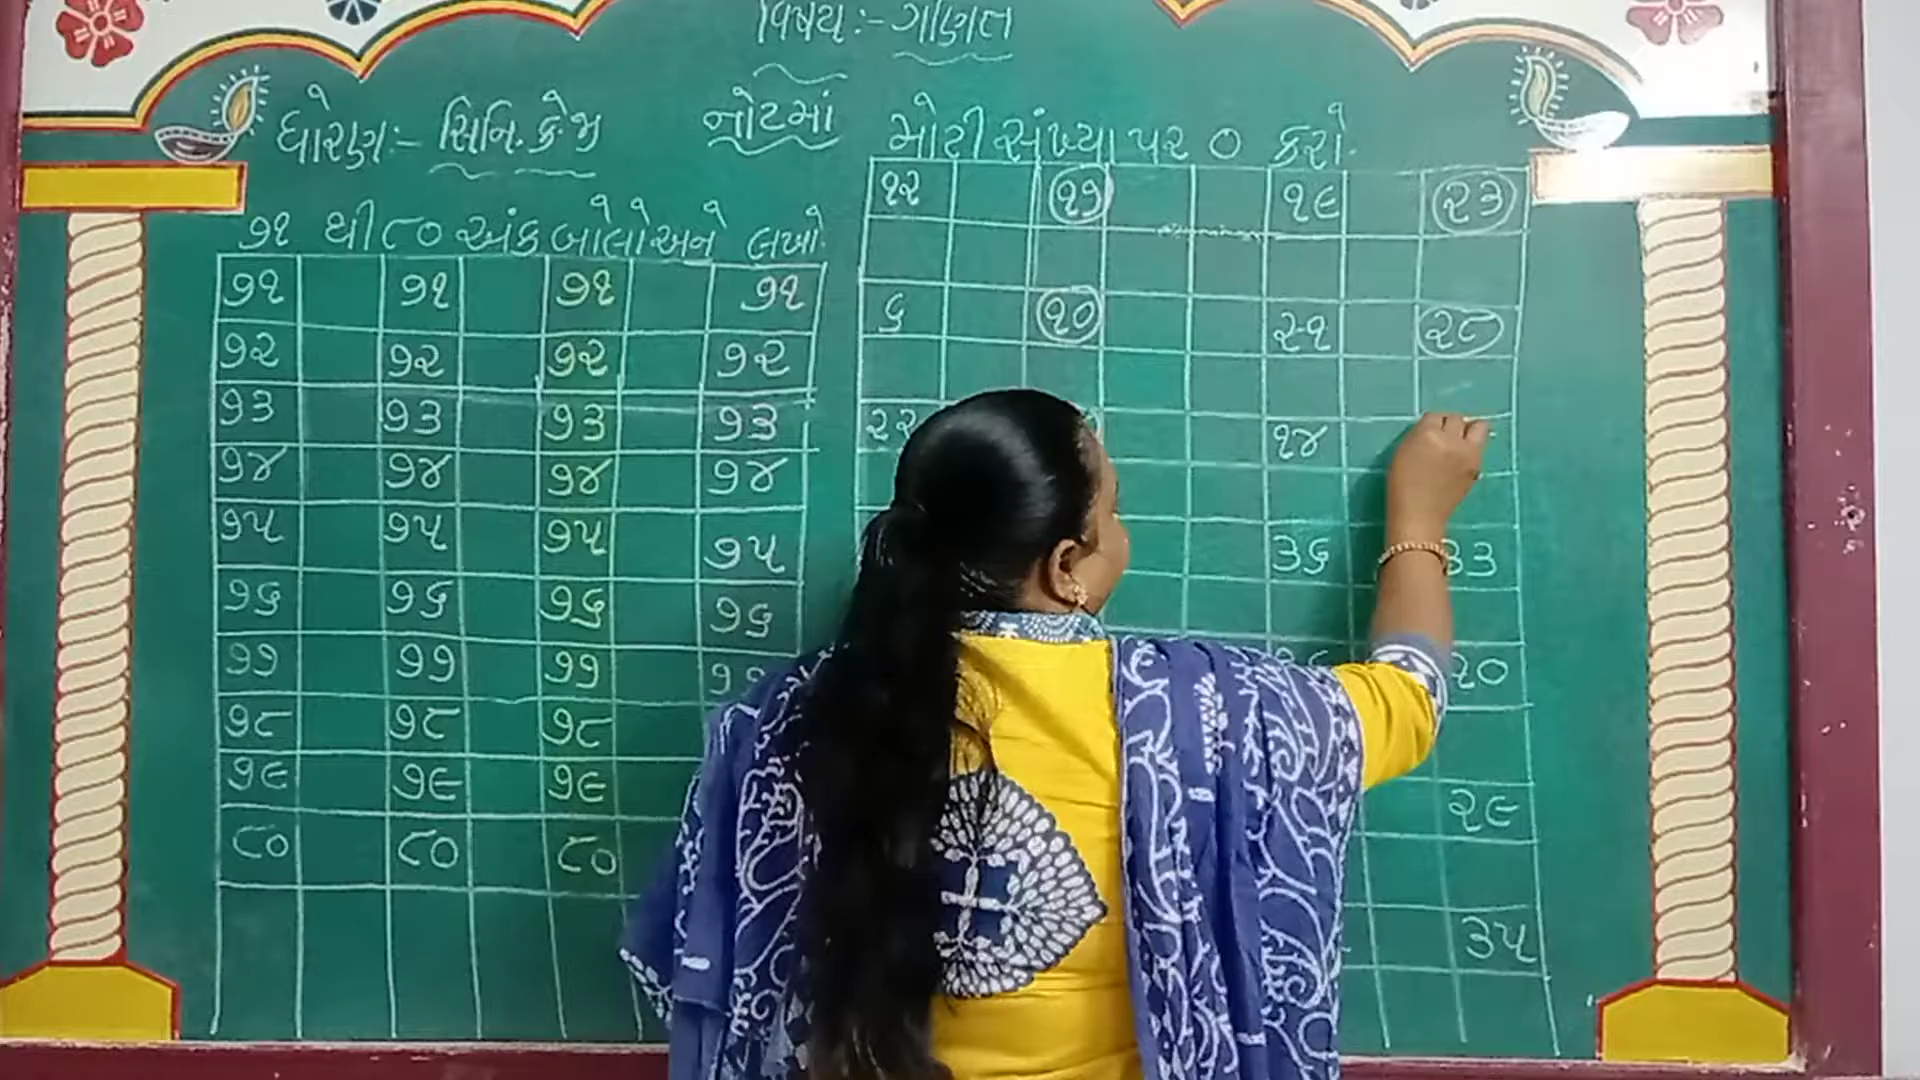 વિષય:- ગણિત
ધોરણ:- સિનિ.કે.જી
નોટમાં
૭૧ થી ૮૦ અંક બોલો અને લખો.
૭૧ ૭૧ ૭૧ ૭૧
૭૨ ૭૨ ૭૨ ૭૨
૭૩ ૭૩ ૭૩ ૭૩
૭૪ ૭૪ ૭૪ ૭૪
૭૫ ૭૫ ૭૫ ૭૫
૭૬ ૭૬ ૭૬ ૭૬
૭૭ ૭૭ ૭૭
૭૮ ૭૮ ૭૮
૭૯ ૭૯ ૭૯
૮૦ ૮૦ ૮૦
મોટી સંખ્યા પર ૦ કરો.
૧૨ ૧૭ ૧૯ ૨૩
૬ ૧૦ ૨૧ ૨૮
૨૨ ૧૪
૩૬ ૩૩
૨૦
૨૯
૩૫